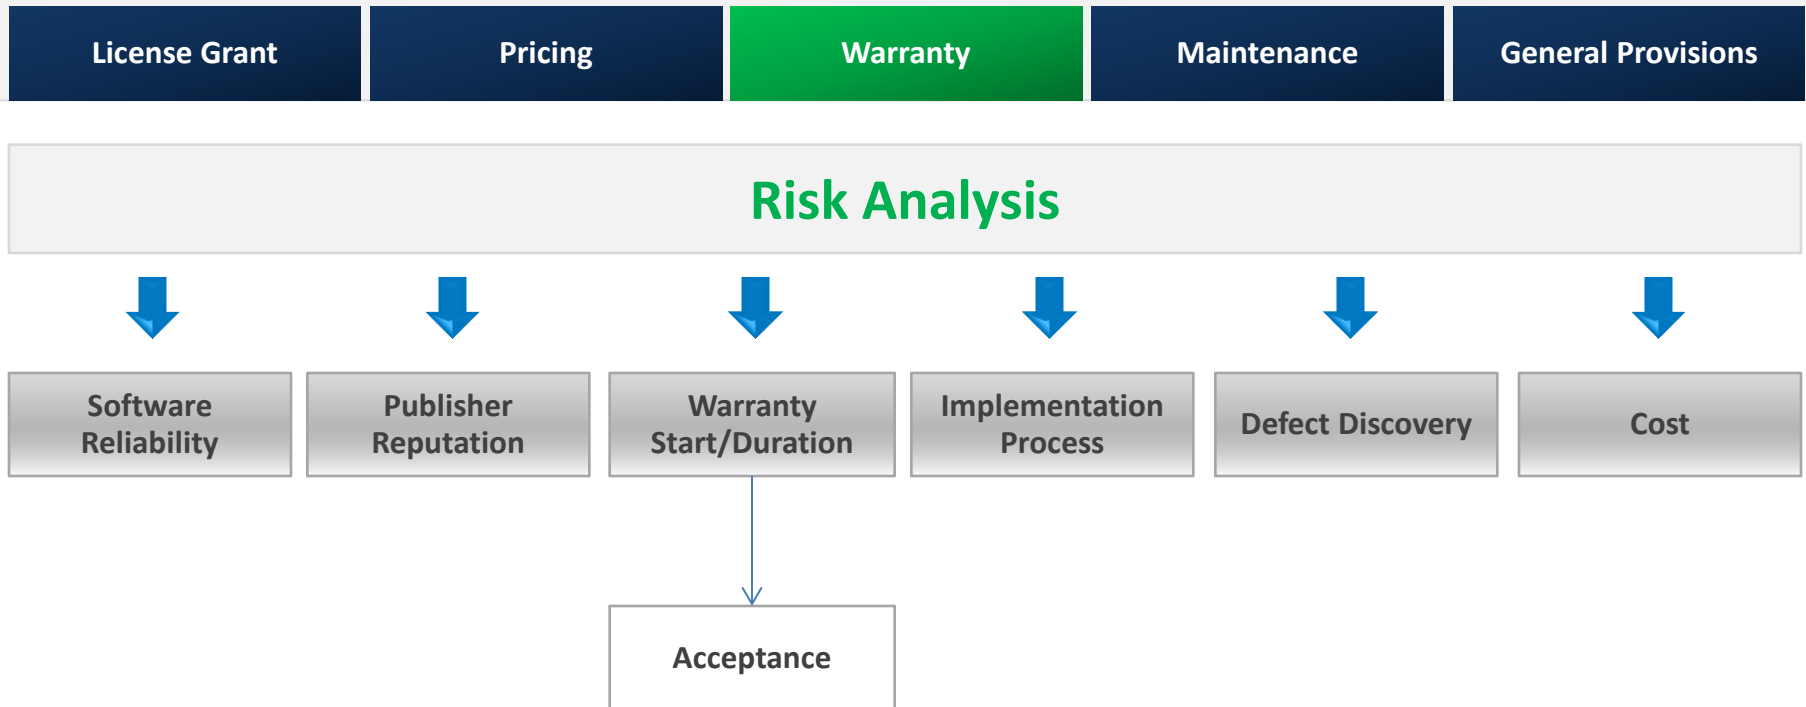 License Grant
Pricing
Warranty
Maintenance
General Provisions
Risk Analysis
Software
Reliability
Publisher
Reputation
Warranty
Start/Duration
Implementation
Process
Defect Discovery
Cost
Acceptance